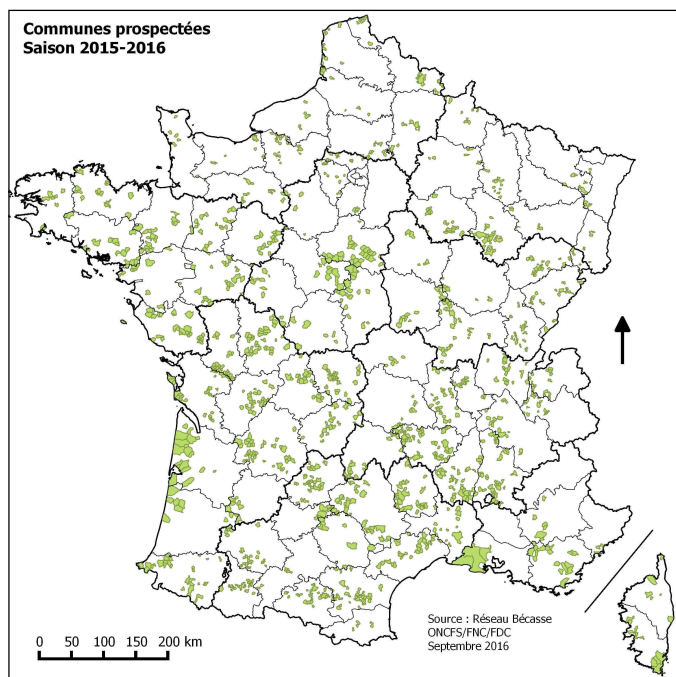 Communes prospectées
Saison 2015-2016
Source : Réseau Bécasse
ONCFS/FNC/FDC
Septembre 2016
0 50 100 150 200 km